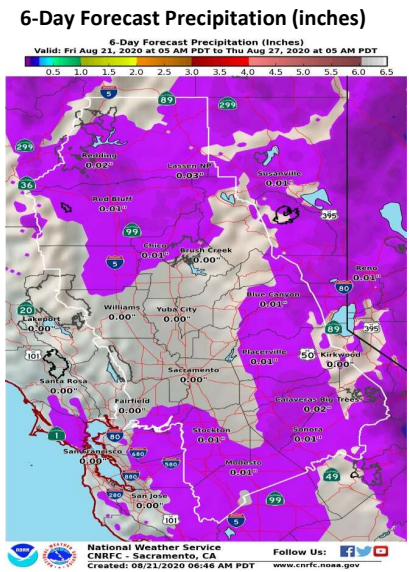 6-Day Forecast Precipitation (inches)
6-Day Forecast Precipitation (Inches)
Valid: Fri Aug 21, 2020 at 05 AM PDT to Thu Aug 27, 2020 at 05 AM PDT
0.5 1.0 1.5 2.0 2.5 3.0 3.5 4.0 4.5 5.0 5.5 6.0 6.5
5
89
299
299
Redding
0.02"
Lassen NP
0.03"
Susanville
0.01"
36
Red Bluff
0.01"
395
99
Chico
0.01"
Brush Creek
0.00"
5
Reno
0.01"
80
Blue Canyon
0.01"
20
Lakeport
0.00"
Williams
0.00"
Yuba City
0.00"
89
395
101
Placerville
0.01"
50
Kirkwood
0.00"
Santa Rosa
0.00"
Sacramento
0.00"
Fairfield
0.00"
Calaveras Big Trees
0.02"
1
80
Stockton
0.01"
Sonora
0.01"
San Francisco
0.00"
680
580
Modesto
0.01"
880
49
280
San Jose
0.00"
99
101
5
NOAA
National Weather Service
CNRFC - Sacramento, CA
Created: 08/21/2020 06:46 AM PDT
Follow Us:
www.cnrfc.noaa.gov